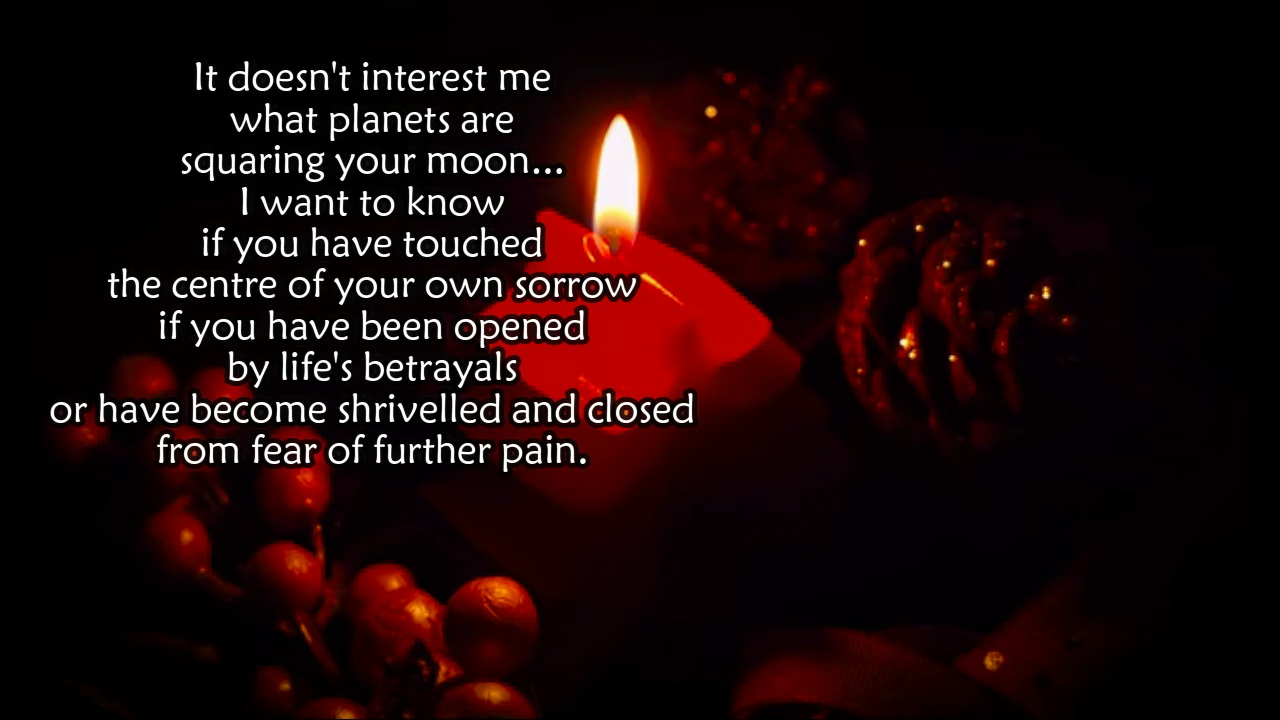 It doesn't interest me
what planets are
squaring your moon...
I want to know
if you have touched
the centre of your own sorrow
if you have been opened
by life's betrayals
or have become shrivelled and closed
from fear of further pain.